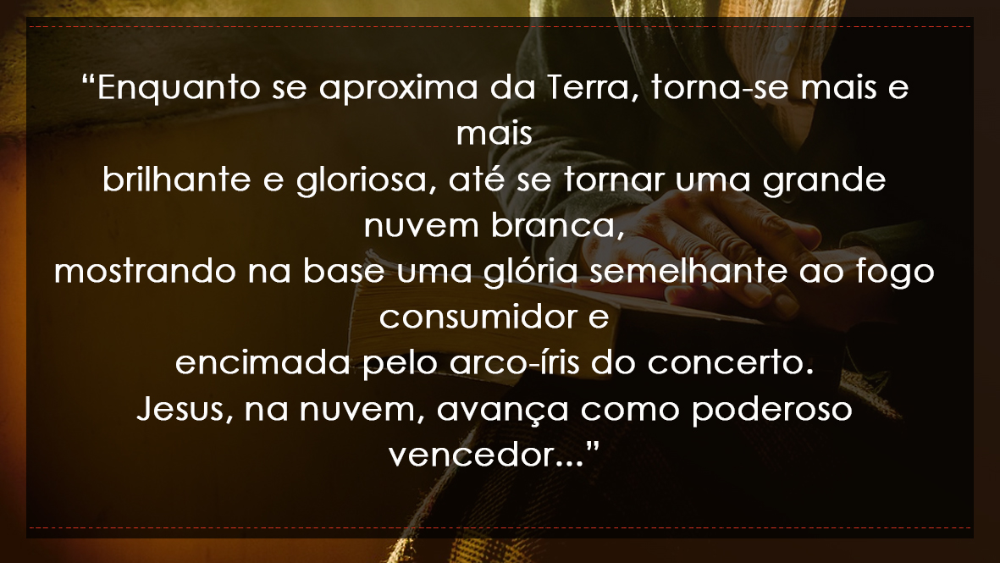 “Enquanto se aproxima da Terra, torna-se mais e
mais
brilhante e gloriosa, até se tornar uma grande
nuvem branca,
mostrando na base uma glória semelhante ao fogo
consumidor e
encimada pelo arco-íris do concerto.
Jesus, na nuvem, avança como poderoso
vencedor...”